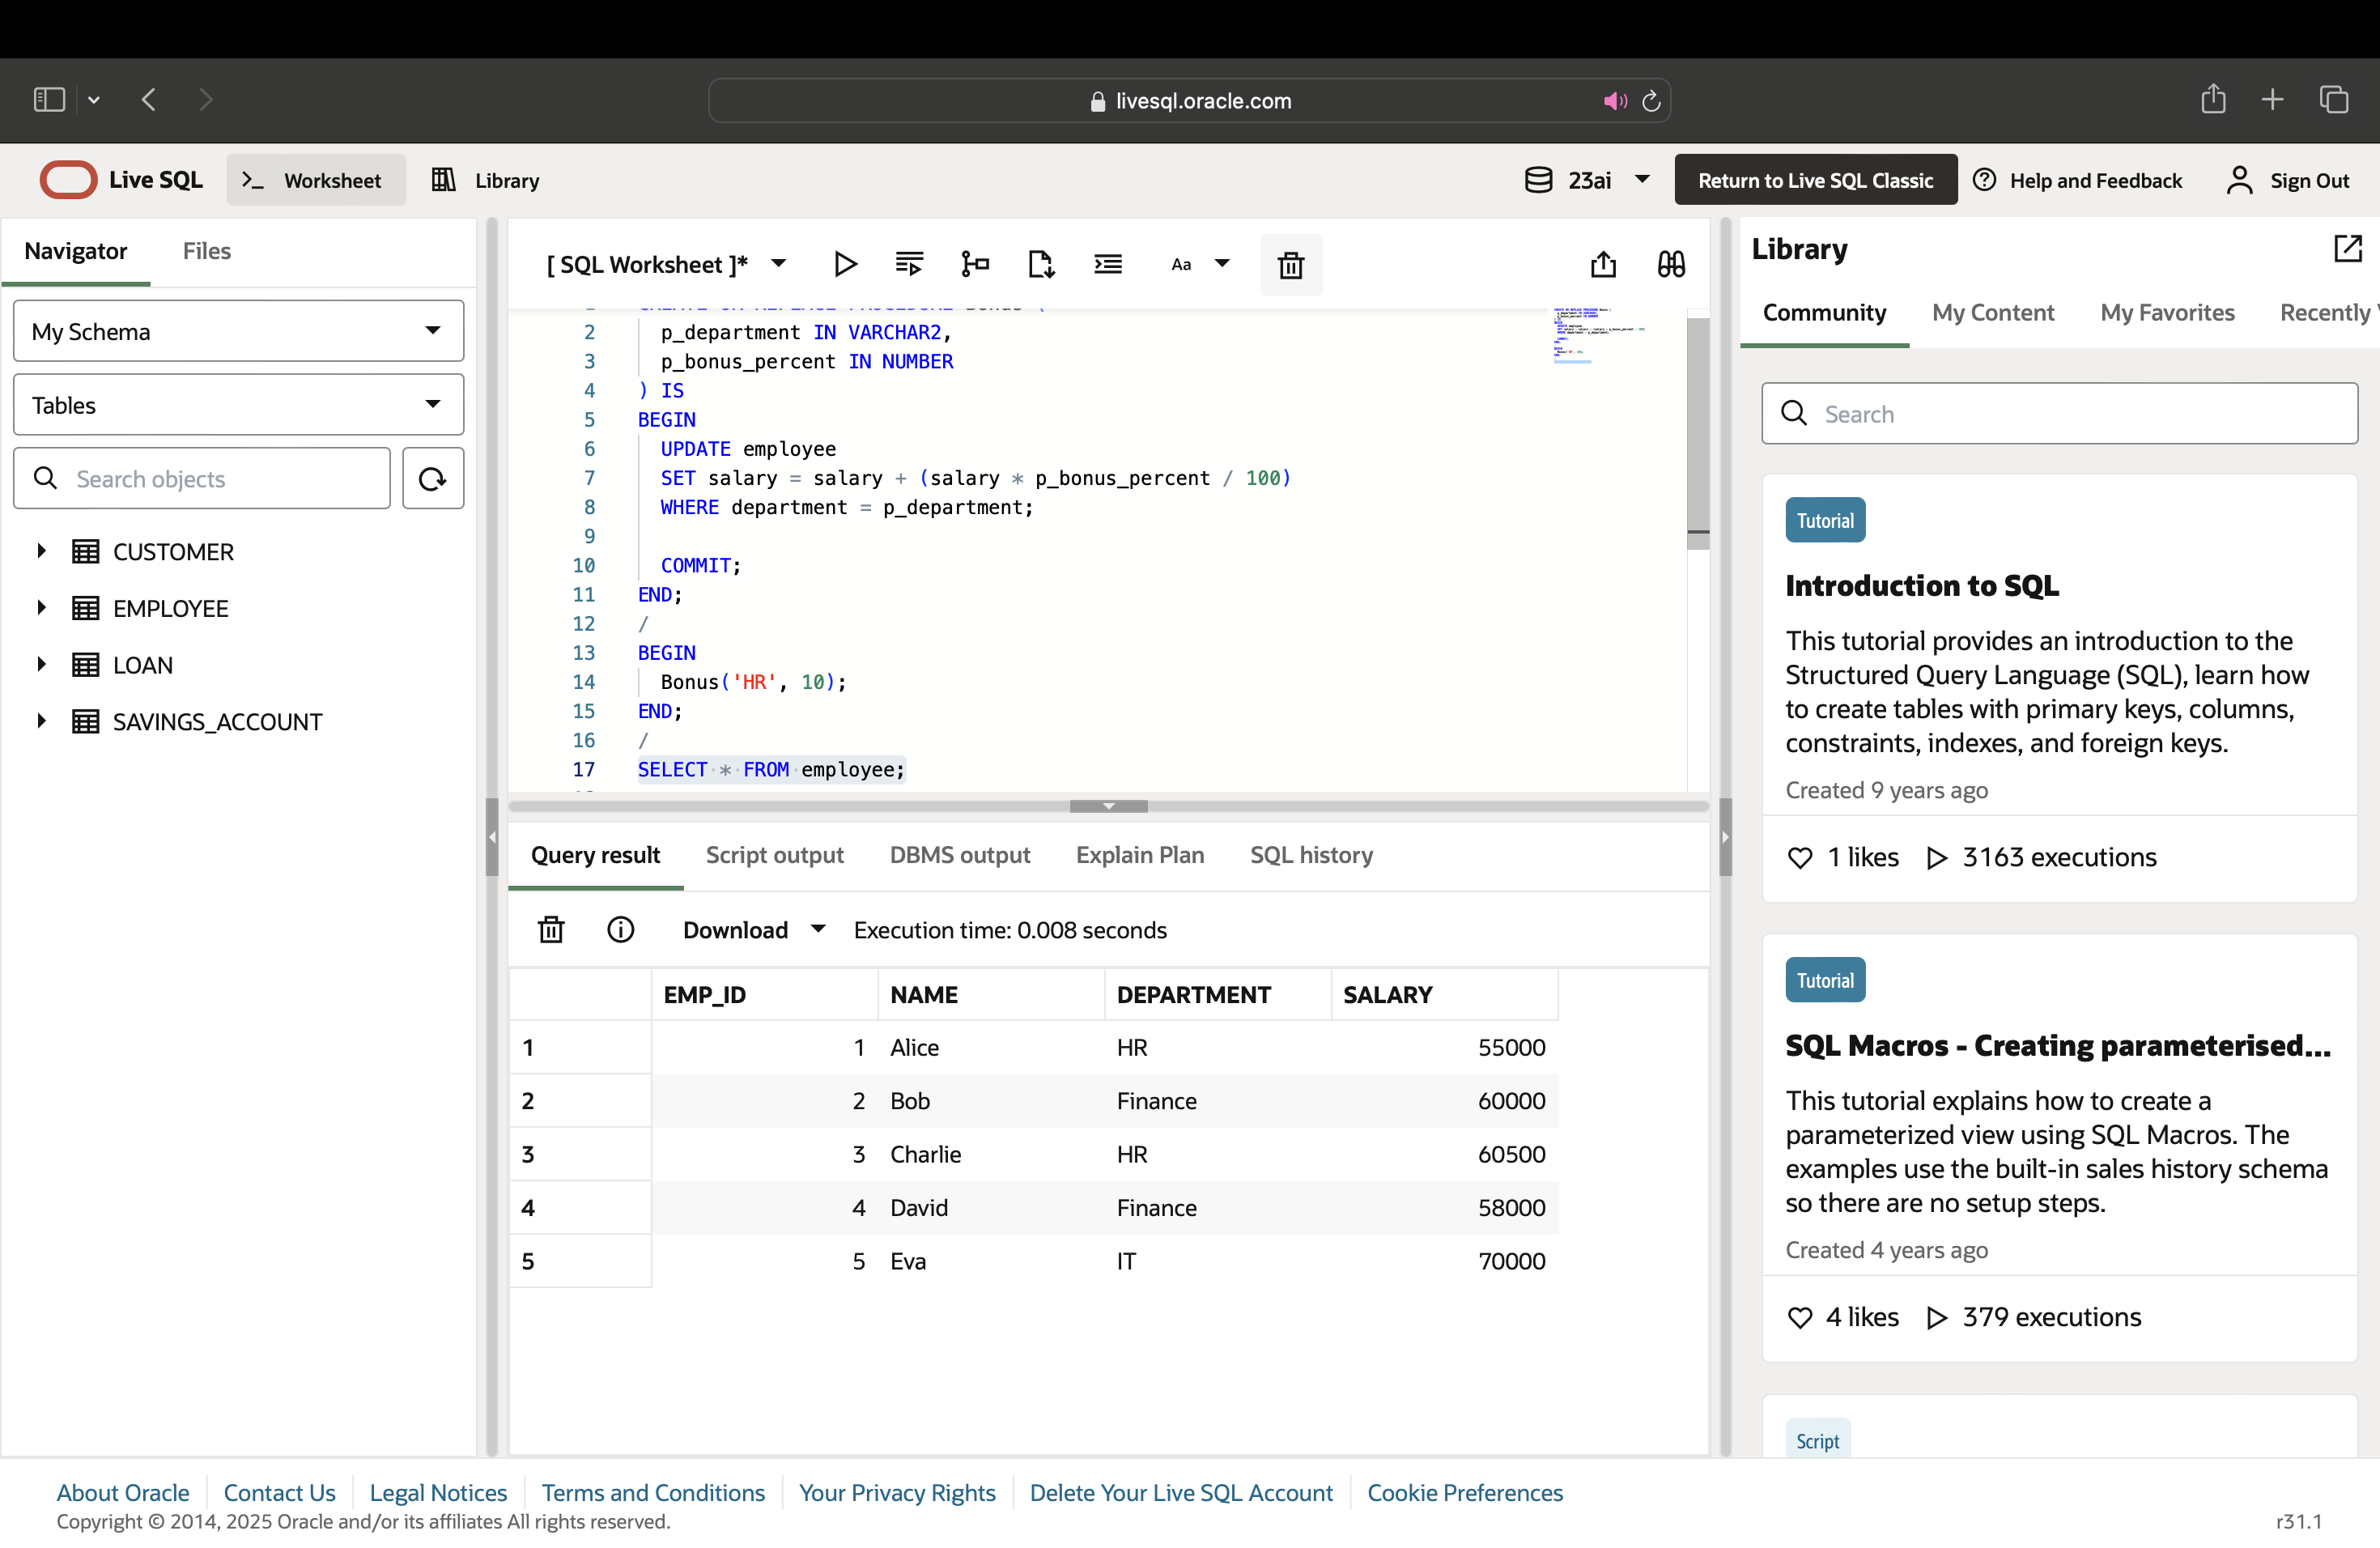 livesql.oracle.com
Live SQL
Worksheet
Library
23ai
Return to Live SQL Classic
Help and Feedback
Sign Out
Navigator
Files
My Schema
Tables
Search objects
CUSTOMER
EMPLOYEE
LOAN
SAVINGS_ACCOUNT
[ SQL Worksheet ]*
Aa
2 p_department IN VARCHAR2,
3 p_bonus_percent IN NUMBER
4 ) IS
5 BEGIN
6 UPDATE employee
7 SET salary = salary + (salary * p_bonus_percent / 100)
8 WHERE department = p_department;
9
10 COMMIT;
11 END;
12 /
13 BEGIN
14 Bonus('HR', 10);
15 END;
16 /
17 SELECT * FROM employee;
Query result
Script output
DBMS output
Explain Plan
SQL history
Download
Execution time: 0.008 seconds
EMP_ID NAME DEPARTMENT SALARY
1 1 Alice HR 55000
2 2 Bob Finance 60000
3 3 Charlie HR 60500
4 4 David Finance 58000
5 5 Eva IT 70000
Library
Community
My Content
My Favorites
Recently
Search
Tutorial
Introduction to SQL
This tutorial provides an introduction to the
Structured Query Language (SQL), learn how
to create tables with primary keys, columns,
constraints, indexes, and foreign keys.
Created 9 years ago
1 likes
3163 executions
Tutorial
SQL Macros - Creating parameterised...
This tutorial explains how to create a
parameterized view using SQL Macros. The
examples use the built-in sales history schema
so there are no setup steps.
Created 4 years ago
4 likes
379 executions
Script
About Oracle
Contact Us
Legal Notices
Terms and Conditions
Your Privacy Rights
Delete Your Live SQL Account
Cookie Preferences
Copyright © 2014, 2025 Oracle and/or its affiliates All rights reserved.
r31.1